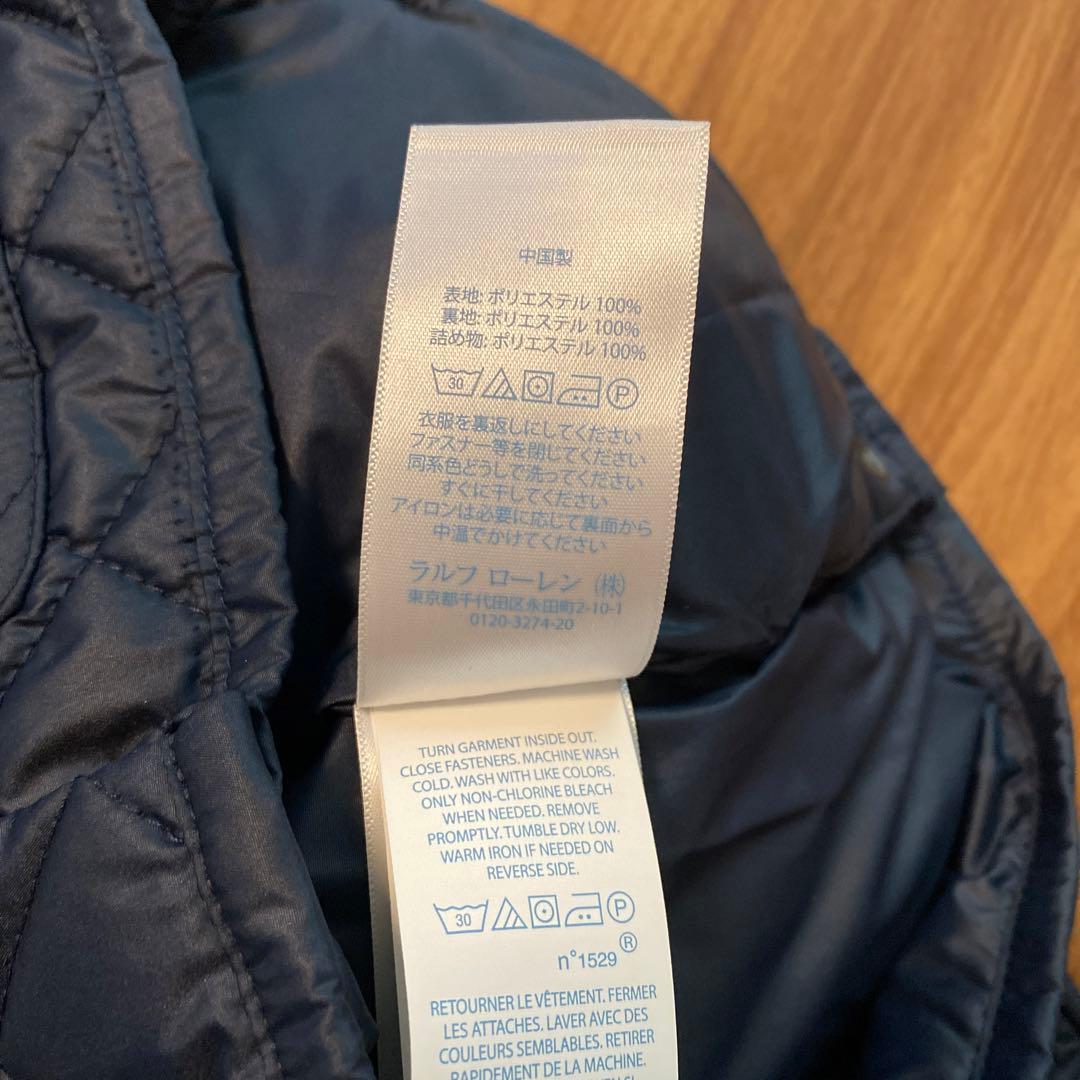 中国製
表地: ポリエステル 100%
裏地: ポリエステル 100%
詰め物: ポリエステル 100%
30 P
衣服を裏返しにしてください
ファスナー等を閉じてください
同系色どうしで洗ってください
すぐに干してください
アイロンは必要に応じて裏面から
中温でかけてください
ラルフ ローレン (株)
東京都千代田区永田町2-10-1
0120-3274-20
TURN GARMENT INSIDE OUT.
CLOSE FASTENERS. MACHINE WASH
COLD. WASH WITH LIKE COLORS.
ONLY NON-CHLORINE BLEACH
WHEN NEEDED. REMOVE
PROMPTLY. TUMBLE DRY LOW.
WARM IRON IF NEEDED ON
REVERSE SIDE.
30 P
n°1529 ®
RETOURNER LE VÊTEMENT. FERMER
LES ATTACHES. LAVER AVEC DES
COULEURS SEMBLABLES. RETIRER
RAPIDEMENT DE LA MACHINE.